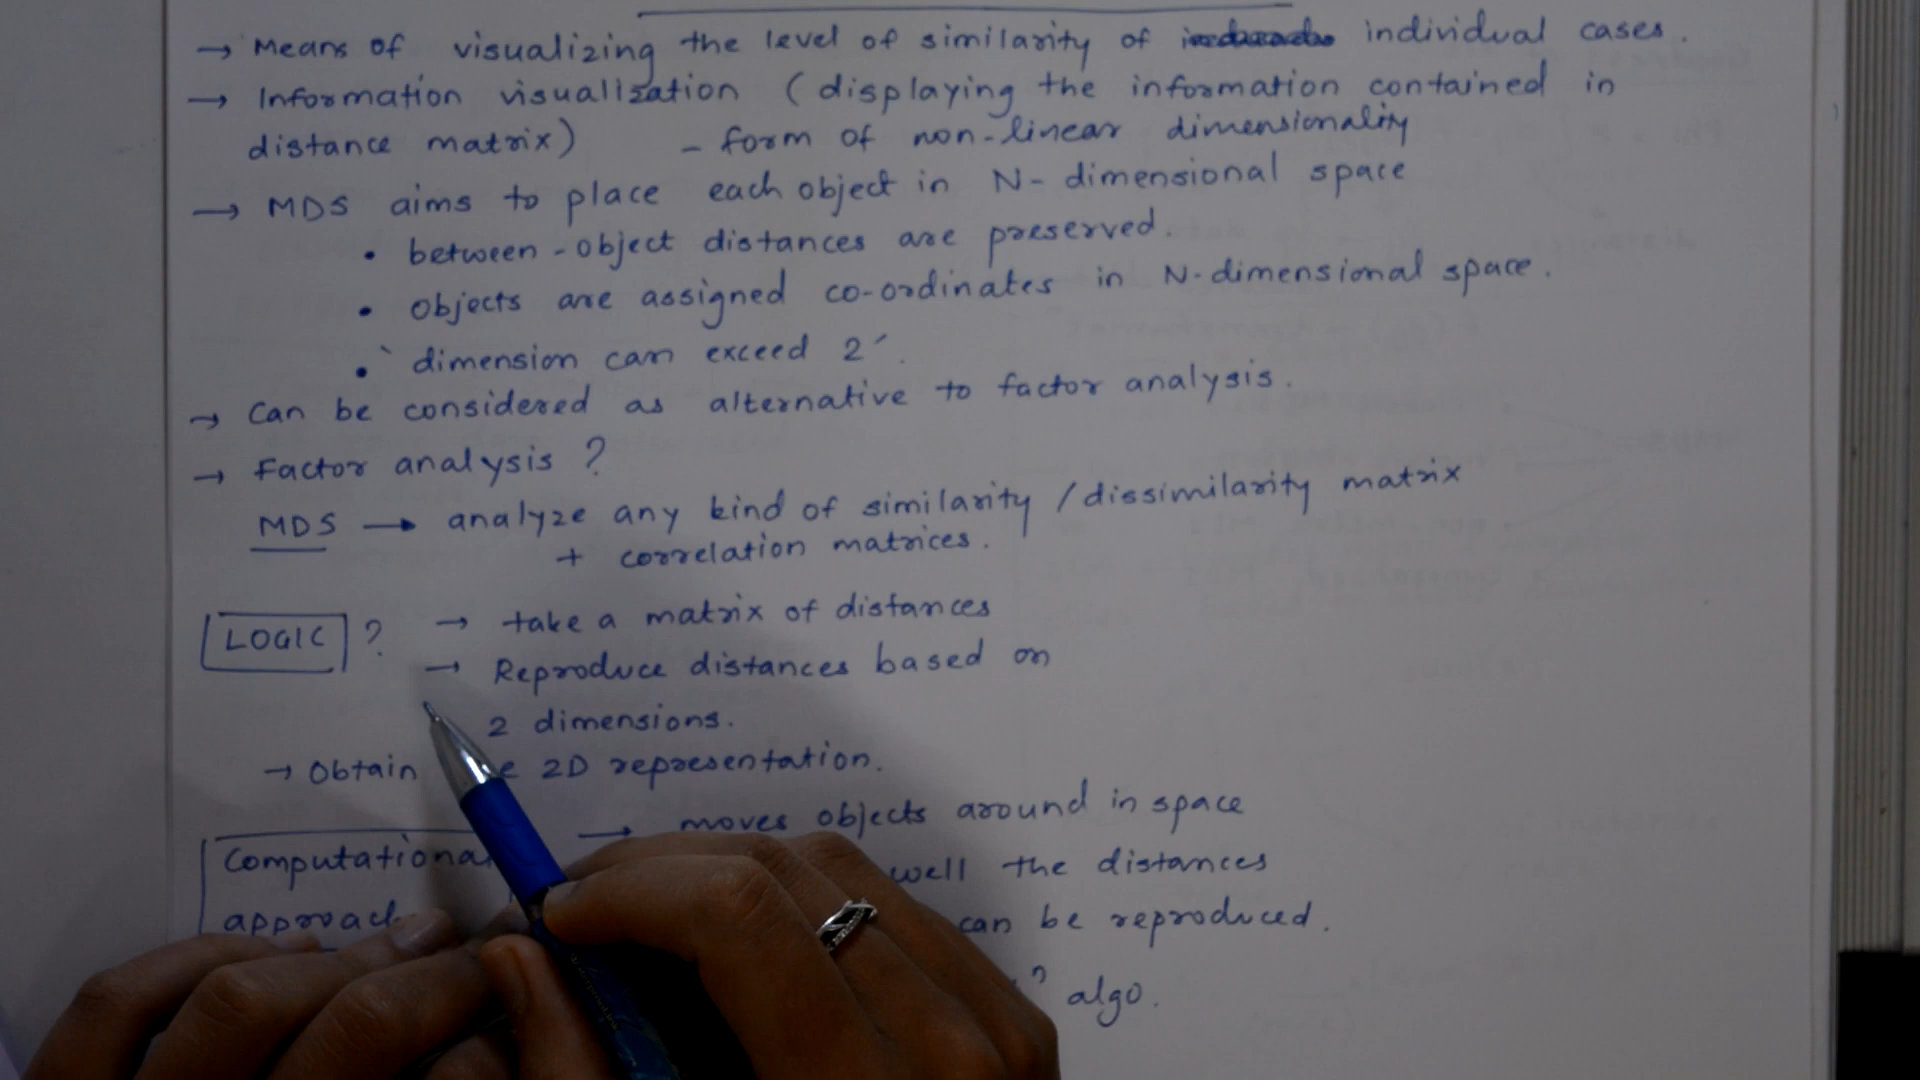 → Means of visualizing the level of similarity of individual cases.
→ Information visualization (displaying the information contained in
distance matrix) - form of non-linear dimensionality
→ MDS aims to place each object in N-dimensional space
• between-object distances are preserved.
• objects are assigned co-ordinates in N-dimensional space.
• ` dimension can exceed 2´.
→ Can be considered as alternative to factor analysis.
→ Factor analysis ?
MDS → analyze any kind of similarity / dissimilarity matrix
+ correlation matrices.
LOGIC ? → take a matrix of distances
→ Reproduce distances based on
2 dimensions.
→ Obtain 2D representation.
→ moves objects around in space
Computational well the distances
approach can be reproduced.
algo.